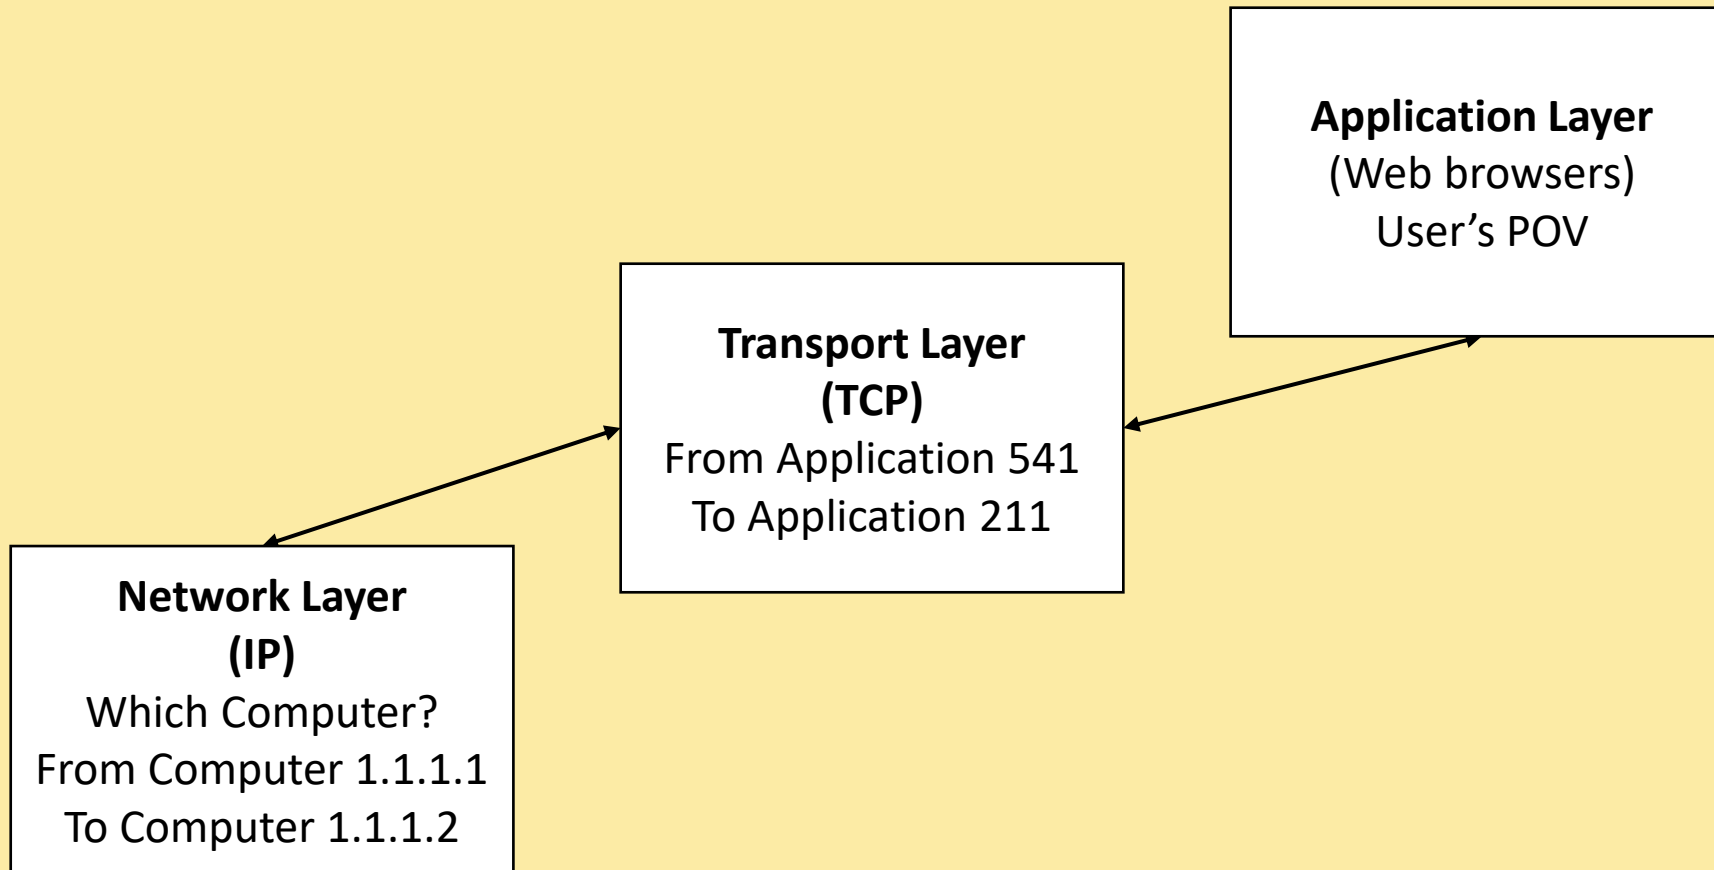 Application Layer
(Web browsers)
User’s POV
Transport Layer
(TCP)
From Application 541
To Application 211
Network Layer
(IP)
Which Computer?
From Computer 1.1.1.1
To Computer 1.1.1.2